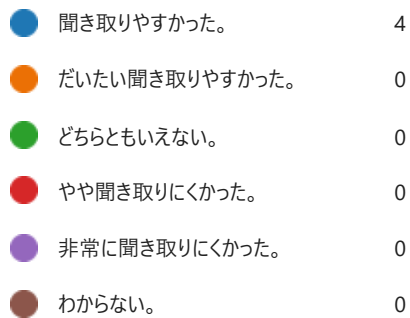 聞き取りやすかった。 4
だいたい聞き取りやすかった。 0
どちらともいえない。 0
やや聞き取りにくかった。 0
非常に聞き取りにくかった。 0
わからない。 0